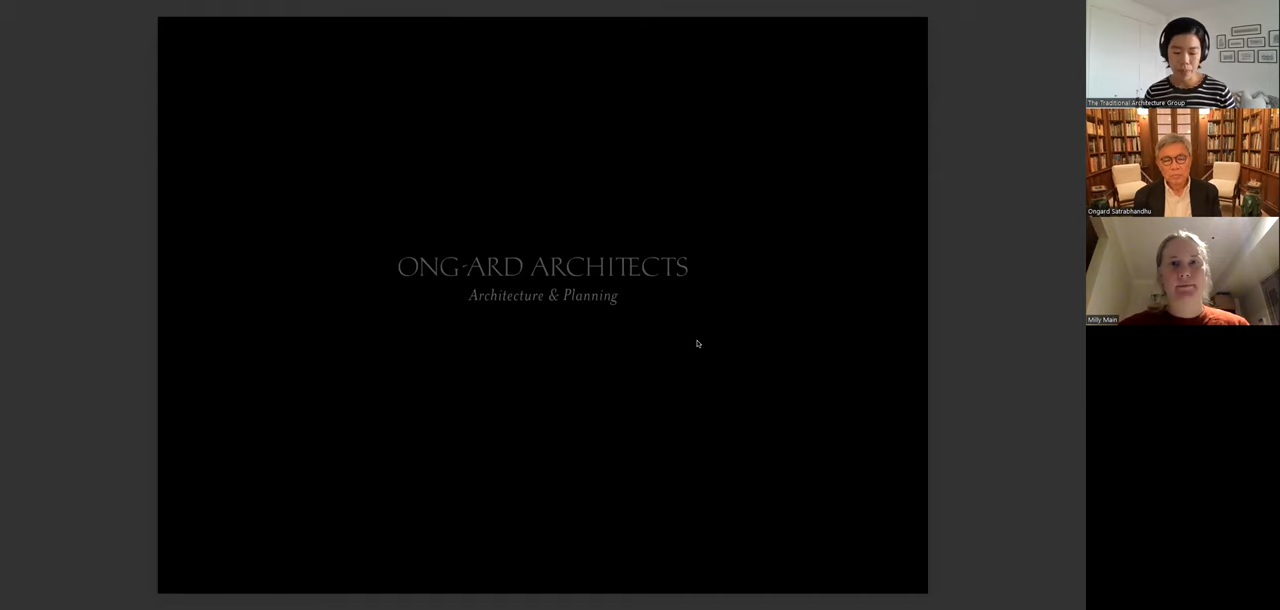 ONG-ARD ARCHITECTS
Architecture & Planning
The Traditional Architecture Group
Ongard Satrabhandhu
Milly Main